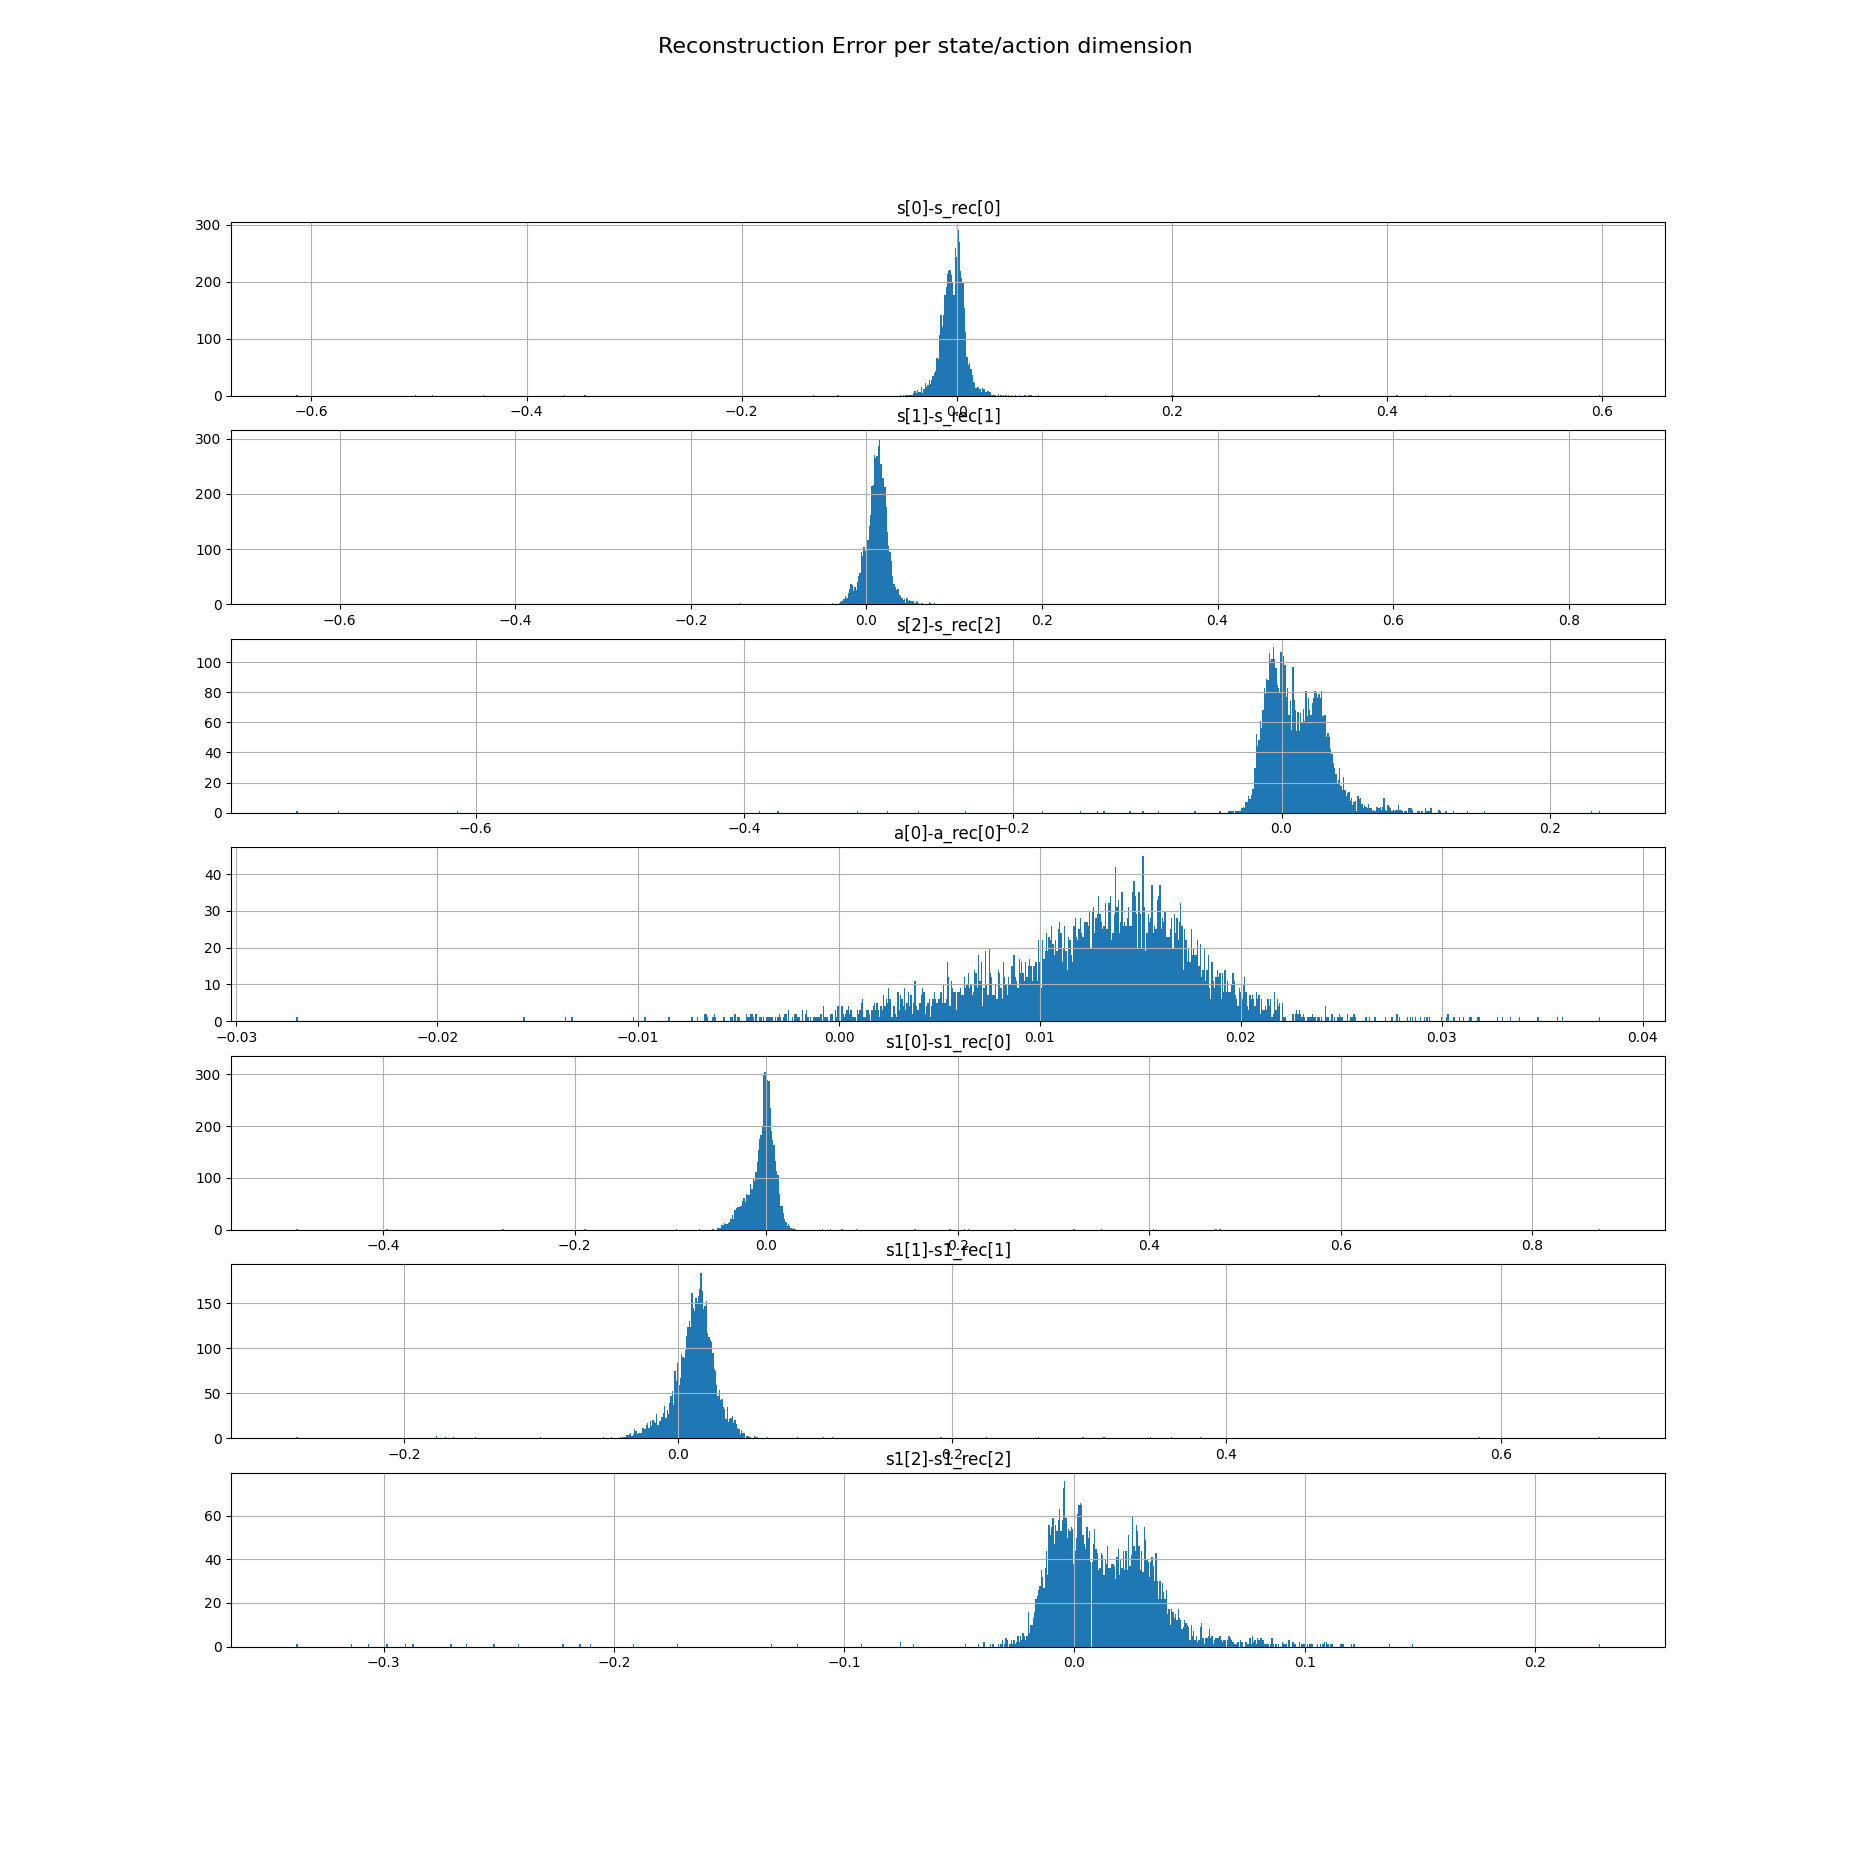 Reconstruction Error per state/action dimension
s[0]-s_rec[0]
300
200
100
0
−0.6 −0.4 −0.2 0.0 0.2 0.4 0.6
s[1]-s_rec[1]
300
200
100
0
−0.6 −0.4 −0.2 0.0 0.2 0.4 0.6 0.8
s[2]-s_rec[2]
100
80
60
40
20
0
−0.6 −0.4 −0.2 0.0 0.2
a[0]-a_rec[0]
40
30
20
10
0
−0.03 −0.02 −0.01 0.00 0.01 0.02 0.03 0.04
s1[0]-s1_rec[0]
300
200
100
0
−0.4 −0.2 0.0 0.2 0.4 0.6 0.8
s1[1]-s1_rec[1]
150
100
50
0
−0.2 0.0 0.2 0.4 0.6
s1[2]-s1_rec[2]
60
40
20
0
−0.3 −0.2 −0.1 0.0 0.1 0.2